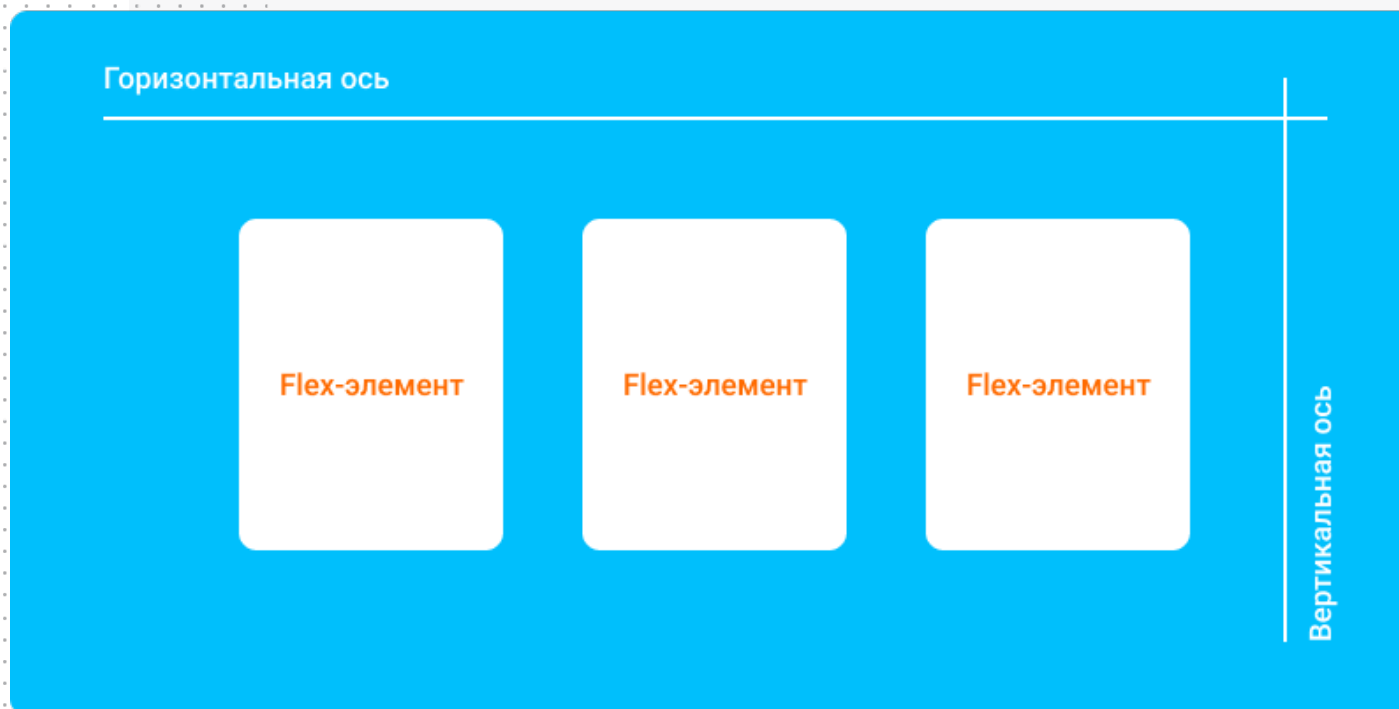 Горизонтальная ось
Flex-элемент
Flex-элемент
Flex-элемент
Вертикальная ось